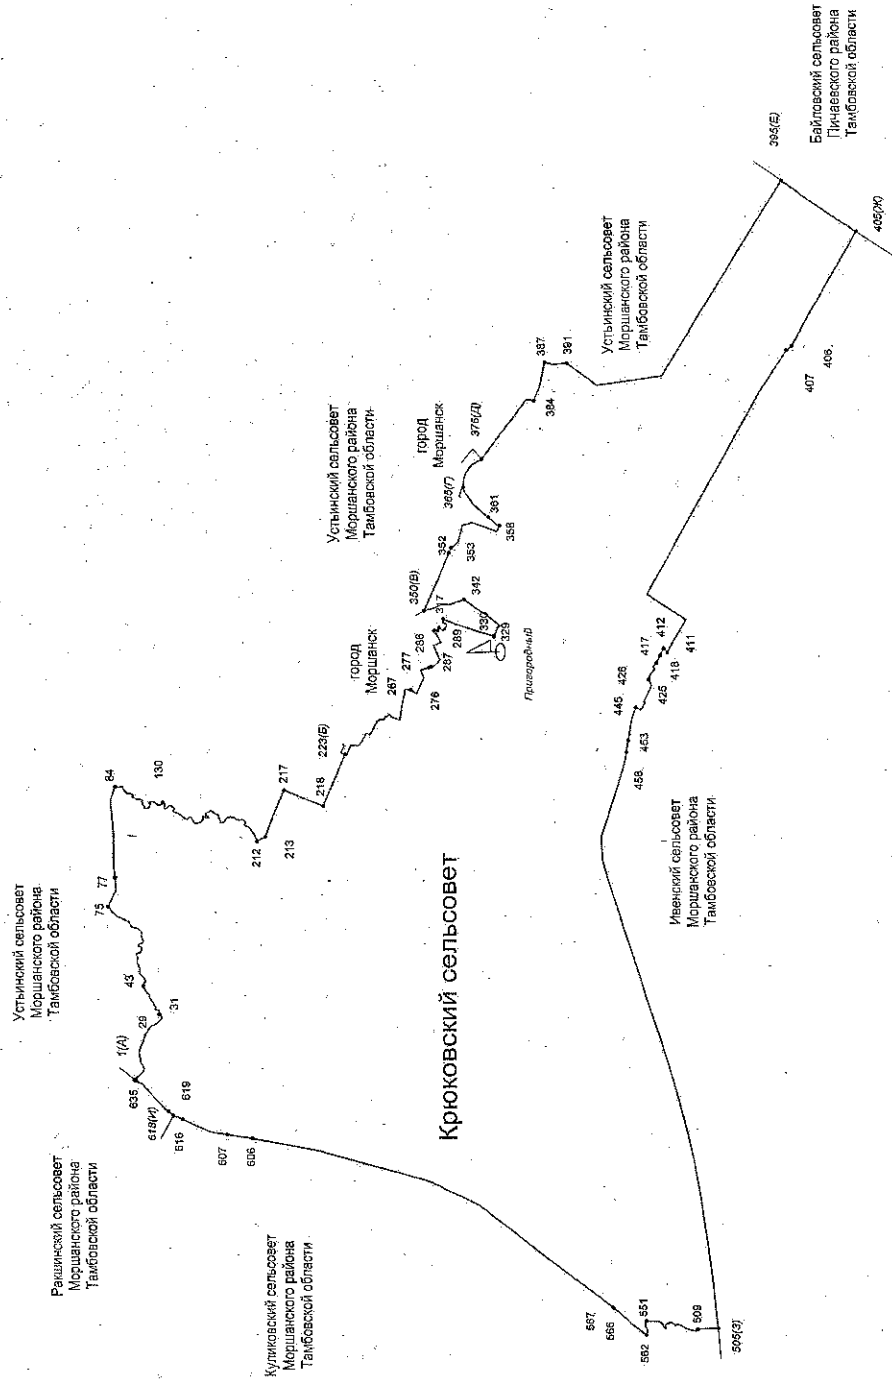 Ракшинский сельсовет
Моршанского района
Тамбовской области
Устьинский сельсовет
Моршанского района
Тамбовской области
Куликовский сельсовет
Моршанского района
Тамбовской области
Крюковский сельсовет
город
Моршанск
Устьинский сельсовет
Моршанского района
Тамбовской области
город
Моршанск
Устьинский сельсовет
Моршанского района
Тамбовской области
Байловский сельсовет
Пичаевского района
Тамбовской области
Ивенский сельсовет
Моршанского района
Тамбовской области
Пригородный
1(А)
29
31
43
75
77
84
130
212
213
217
218
223(Б)
267
276
277
286
287
289
317
329
330
342
350(В)
352
353
358
361
365(Г)
375(Д)
384
387
391
395(Е)
405(Ж)
406
407
411
412
417
418
425
426
445
453
458
505(З)
509
551
562
566
567
606
607
616
618(И)
619
635